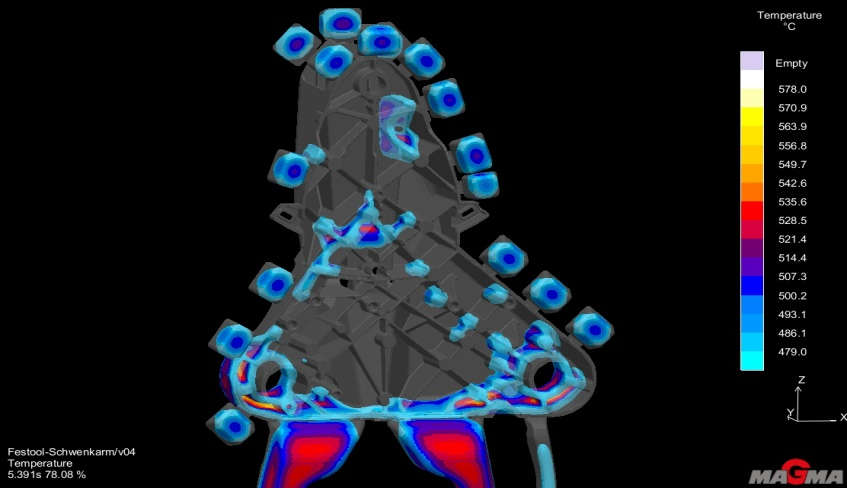 Temperature
°C
Empty
578.0
570.9
563.9
556.8
549.7
542.6
535.6
528.5
521.4
514.4
507.3
500.2
493.1
486.1
479.0
Z
Y
X
Festool-Schwenkarm/v04
Temperature
5.391s 78.08 %
MAGMA